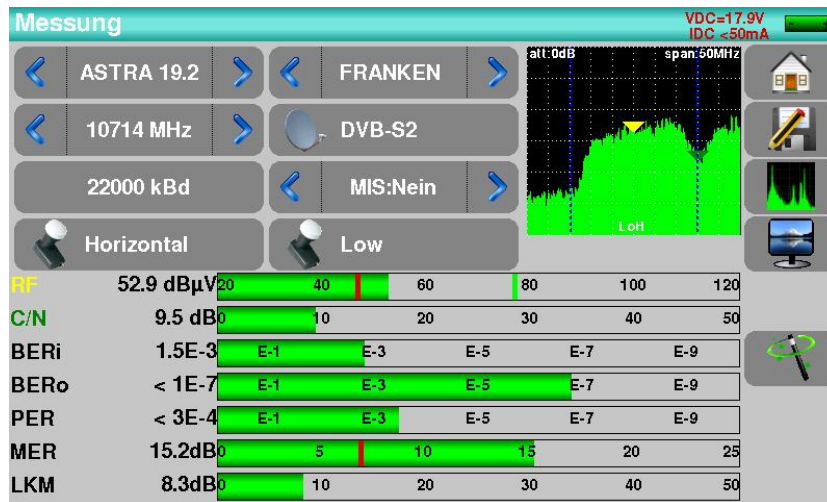 Messung
VDC=17.9V
IDC <50mA
ASTRA 19.2
FRANKEN
att:0dB span:50MHz
10714 MHz
DVB-S2
22000 kBd
MIS:Nein
LoH
Horizontal
Low
RF 52.9 dBµV 20 40 60 80 100 120
C/N 9.5 dB 0 10 20 30 40 50
BERi 1.5E-3 E-1 E-3 E-5 E-7 E-9
BERo < 1E-7 E-1 E-3 E-5 E-7 E-9
PER < 3E-4 E-1 E-3 E-5 E-7 E-9
MER 15.2dB 0 5 10 15 20 25
LKM 8.3dB 0 10 20 30 40 50